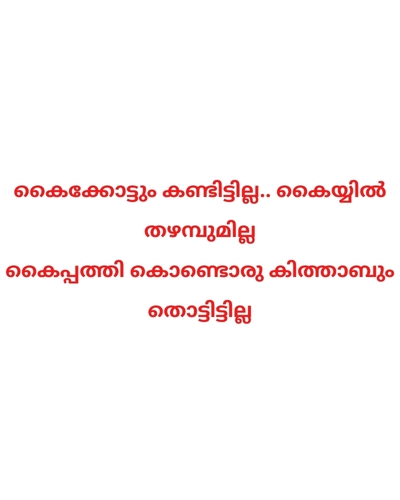 കൈക്കോട്ടും കണ്ടിട്ടില്ല.. കൈയ്യിൽ
തഴമ്പുമില്ല
കൈപ്പത്തി കൊണ്ടൊരു കിത്താബും
തൊട്ടിട്ടില്ല